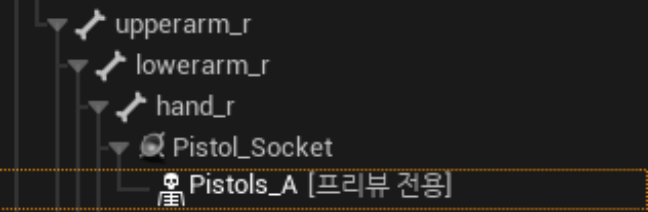 upperarm_r
lowerarm_r
hand_r
Pistol_Socket
Pistols_A [프리뷰 전용]